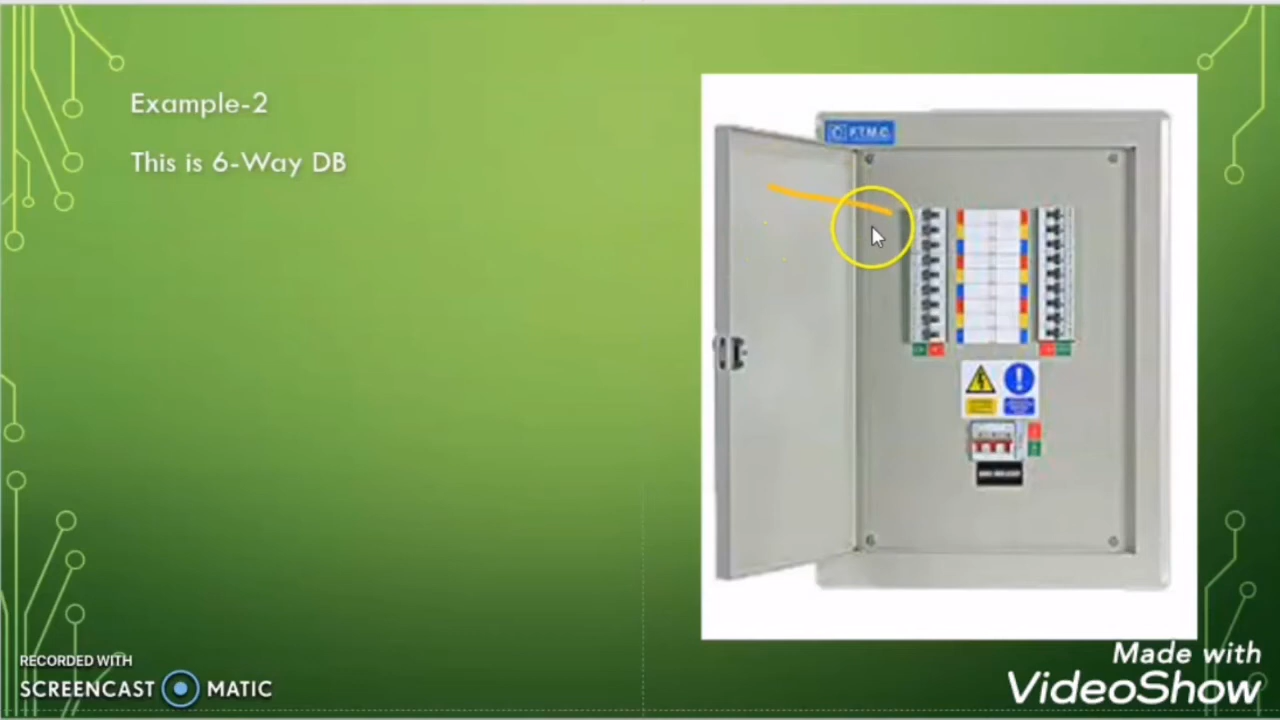 Example-2
This is 6-Way DB
P.T.M.C.
RECORDED WITH
SCREENCAST MATIC
Made with
VideoShow